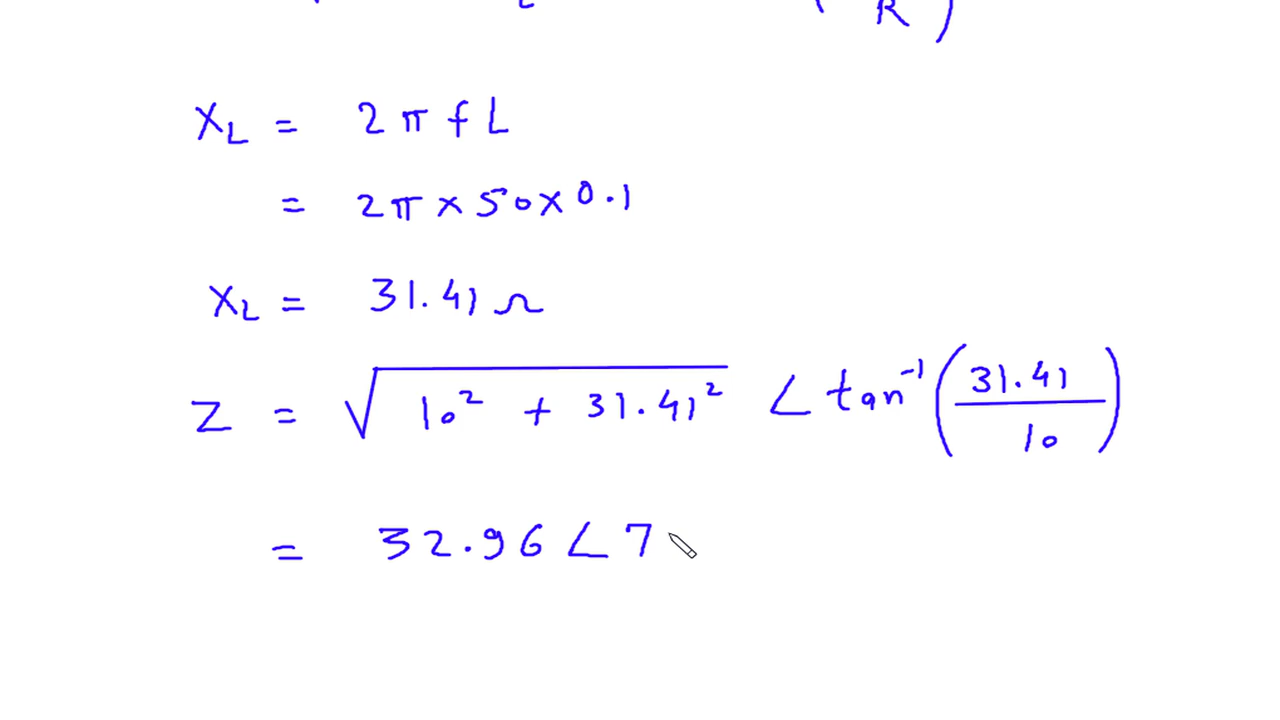 R )
X_L = 2 π f L
= 2π × 50 × 0.1
X_L = 31.41 Ω
Z = √(10² + 31.41²) ∠ tan⁻¹ (31.41 / 10)
= 32.96 ∠ 7